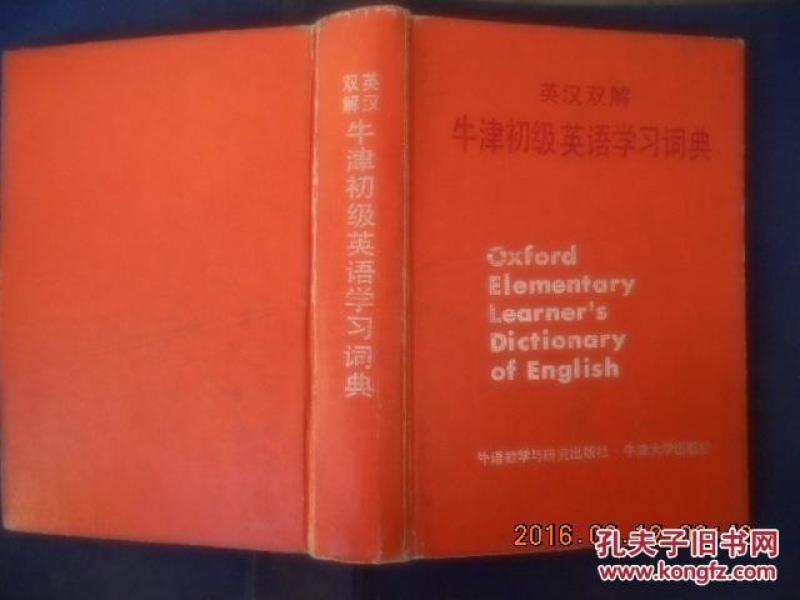 英汉
双解
牛津初级英语学习词典
英汉双解
牛津初级英语学习词典
Oxford
Elementary
Learner's
Dictionary
of English
外语教学与研究出版社·牛津大学出版社
2016.
孔夫子旧书网
www.kongfz.com